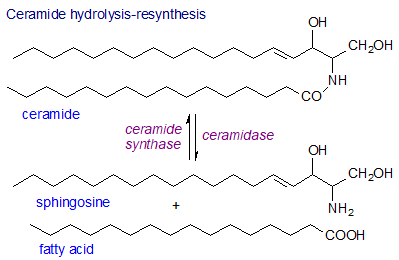 Ceramide hydrolysis-resynthesis
OH
CH2OH
NH
CO
ceramide
ceramide
synthase
ceramidase
OH
CH2OH
NH2
sphingosine
+
COOH
fatty acid